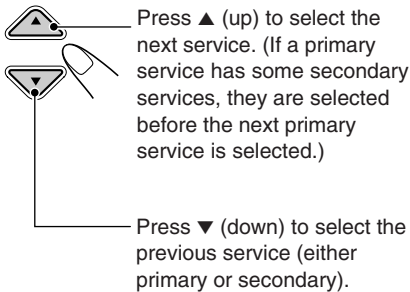 Press ▲ (up) to select the
next service. (If a primary
service has some secondary
services, they are selected
before the next primary
service is selected.)
Press ▼ (down) to select the
previous service (either
primary or secondary).